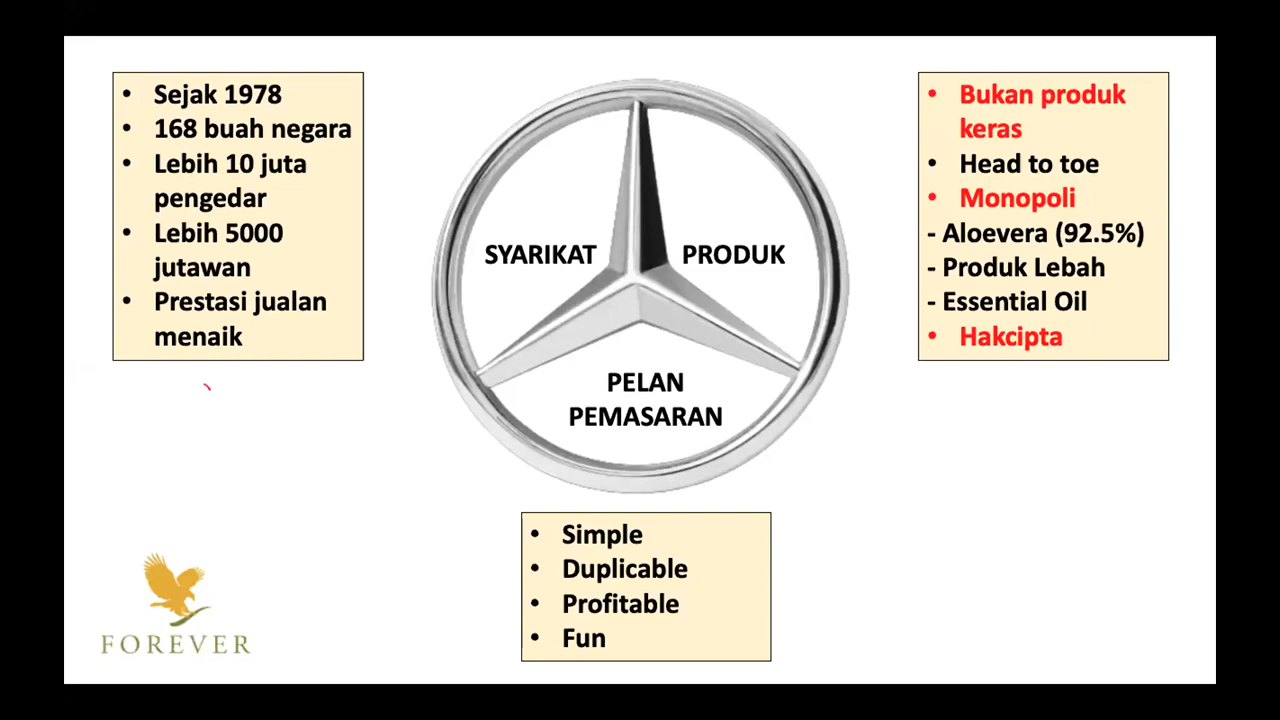 • Sejak 1978
• 168 buah negara
• Lebih 10 juta
pengedar
• Lebih 5000
jutawan
• Prestasi jualan
menaik
SYARIKAT
PRODUK
PELAN
PEMASARAN
• Bukan produk
keras
• Head to toe
• Monopoli
- Aloevera (92.5%)
- Produk Lebah
- Essential Oil
• Hakcipta
• Simple
• Duplicable
• Profitable
• Fun
FOREVER